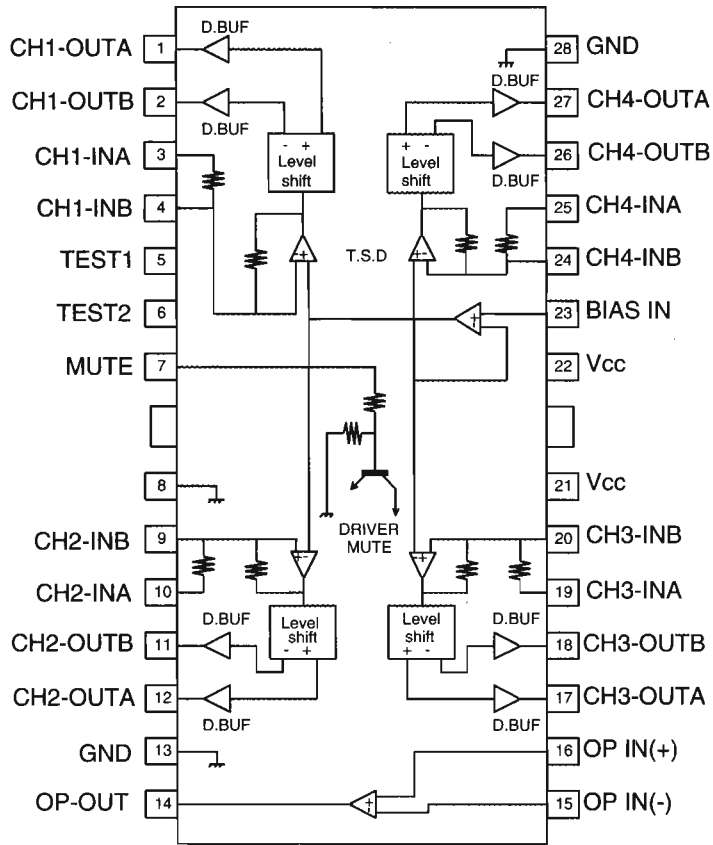 CH1-OUTA 1 D.BUF
CH1-OUTB 2 D.BUF
CH1-INA 3
CH1-INB 4
TEST1 5
TEST2 6
MUTE 7
8
CH2-INB 9
CH2-INA 10
CH2-OUTB 11 D.BUF
CH2-OUTA 12 D.BUF
GND 13
OP-OUT 14
- +
Level
shift
- +
+ -
Level
shift
+ -
T.S.D
+
-
DRIVER
MUTE
+ -
Level
shift
- +
+ -
Level
shift
+ -
+
-
28 GND
D.BUF 27 CH4-OUTA
D.BUF 26 CH4-OUTB
25 CH4-INA
24 CH4-INB
23 BIAS IN
22 Vcc
21 Vcc
20 CH3-INB
19 CH3-INA
D.BUF 18 CH3-OUTB
D.BUF 17 CH3-OUTA
16 OP IN(+)
15 OP IN(-)